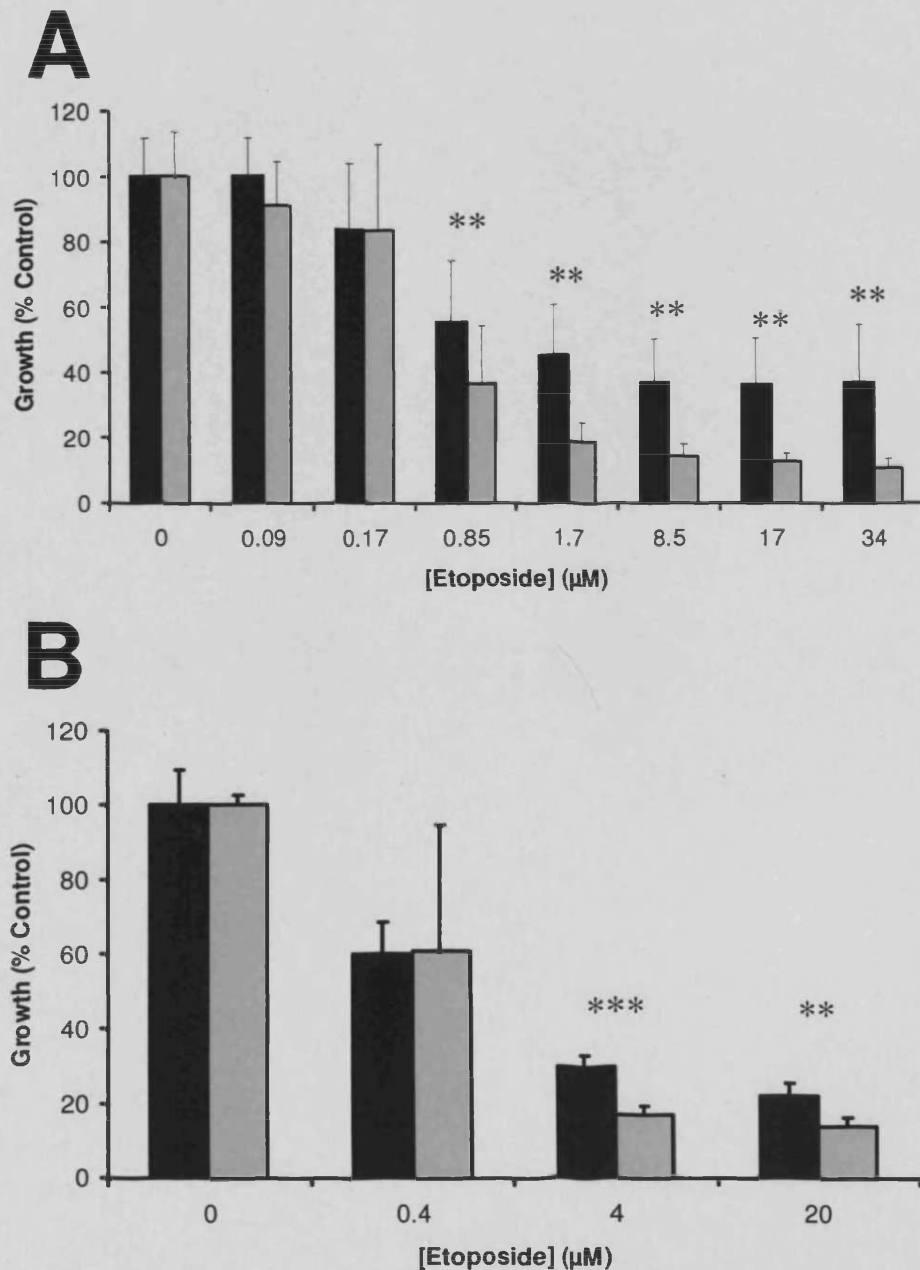 A
120
100
80
60
40
20
0
Growth (% Control)
**
**
**
**
**
0 0.09 0.17 0.85 1.7 8.5 17 34
[Etoposide] (µM)
B
120
100
80
60
40
20
0
Growth (% Control)
***
**
0 0.4 4 20
[Etoposide] (µM)